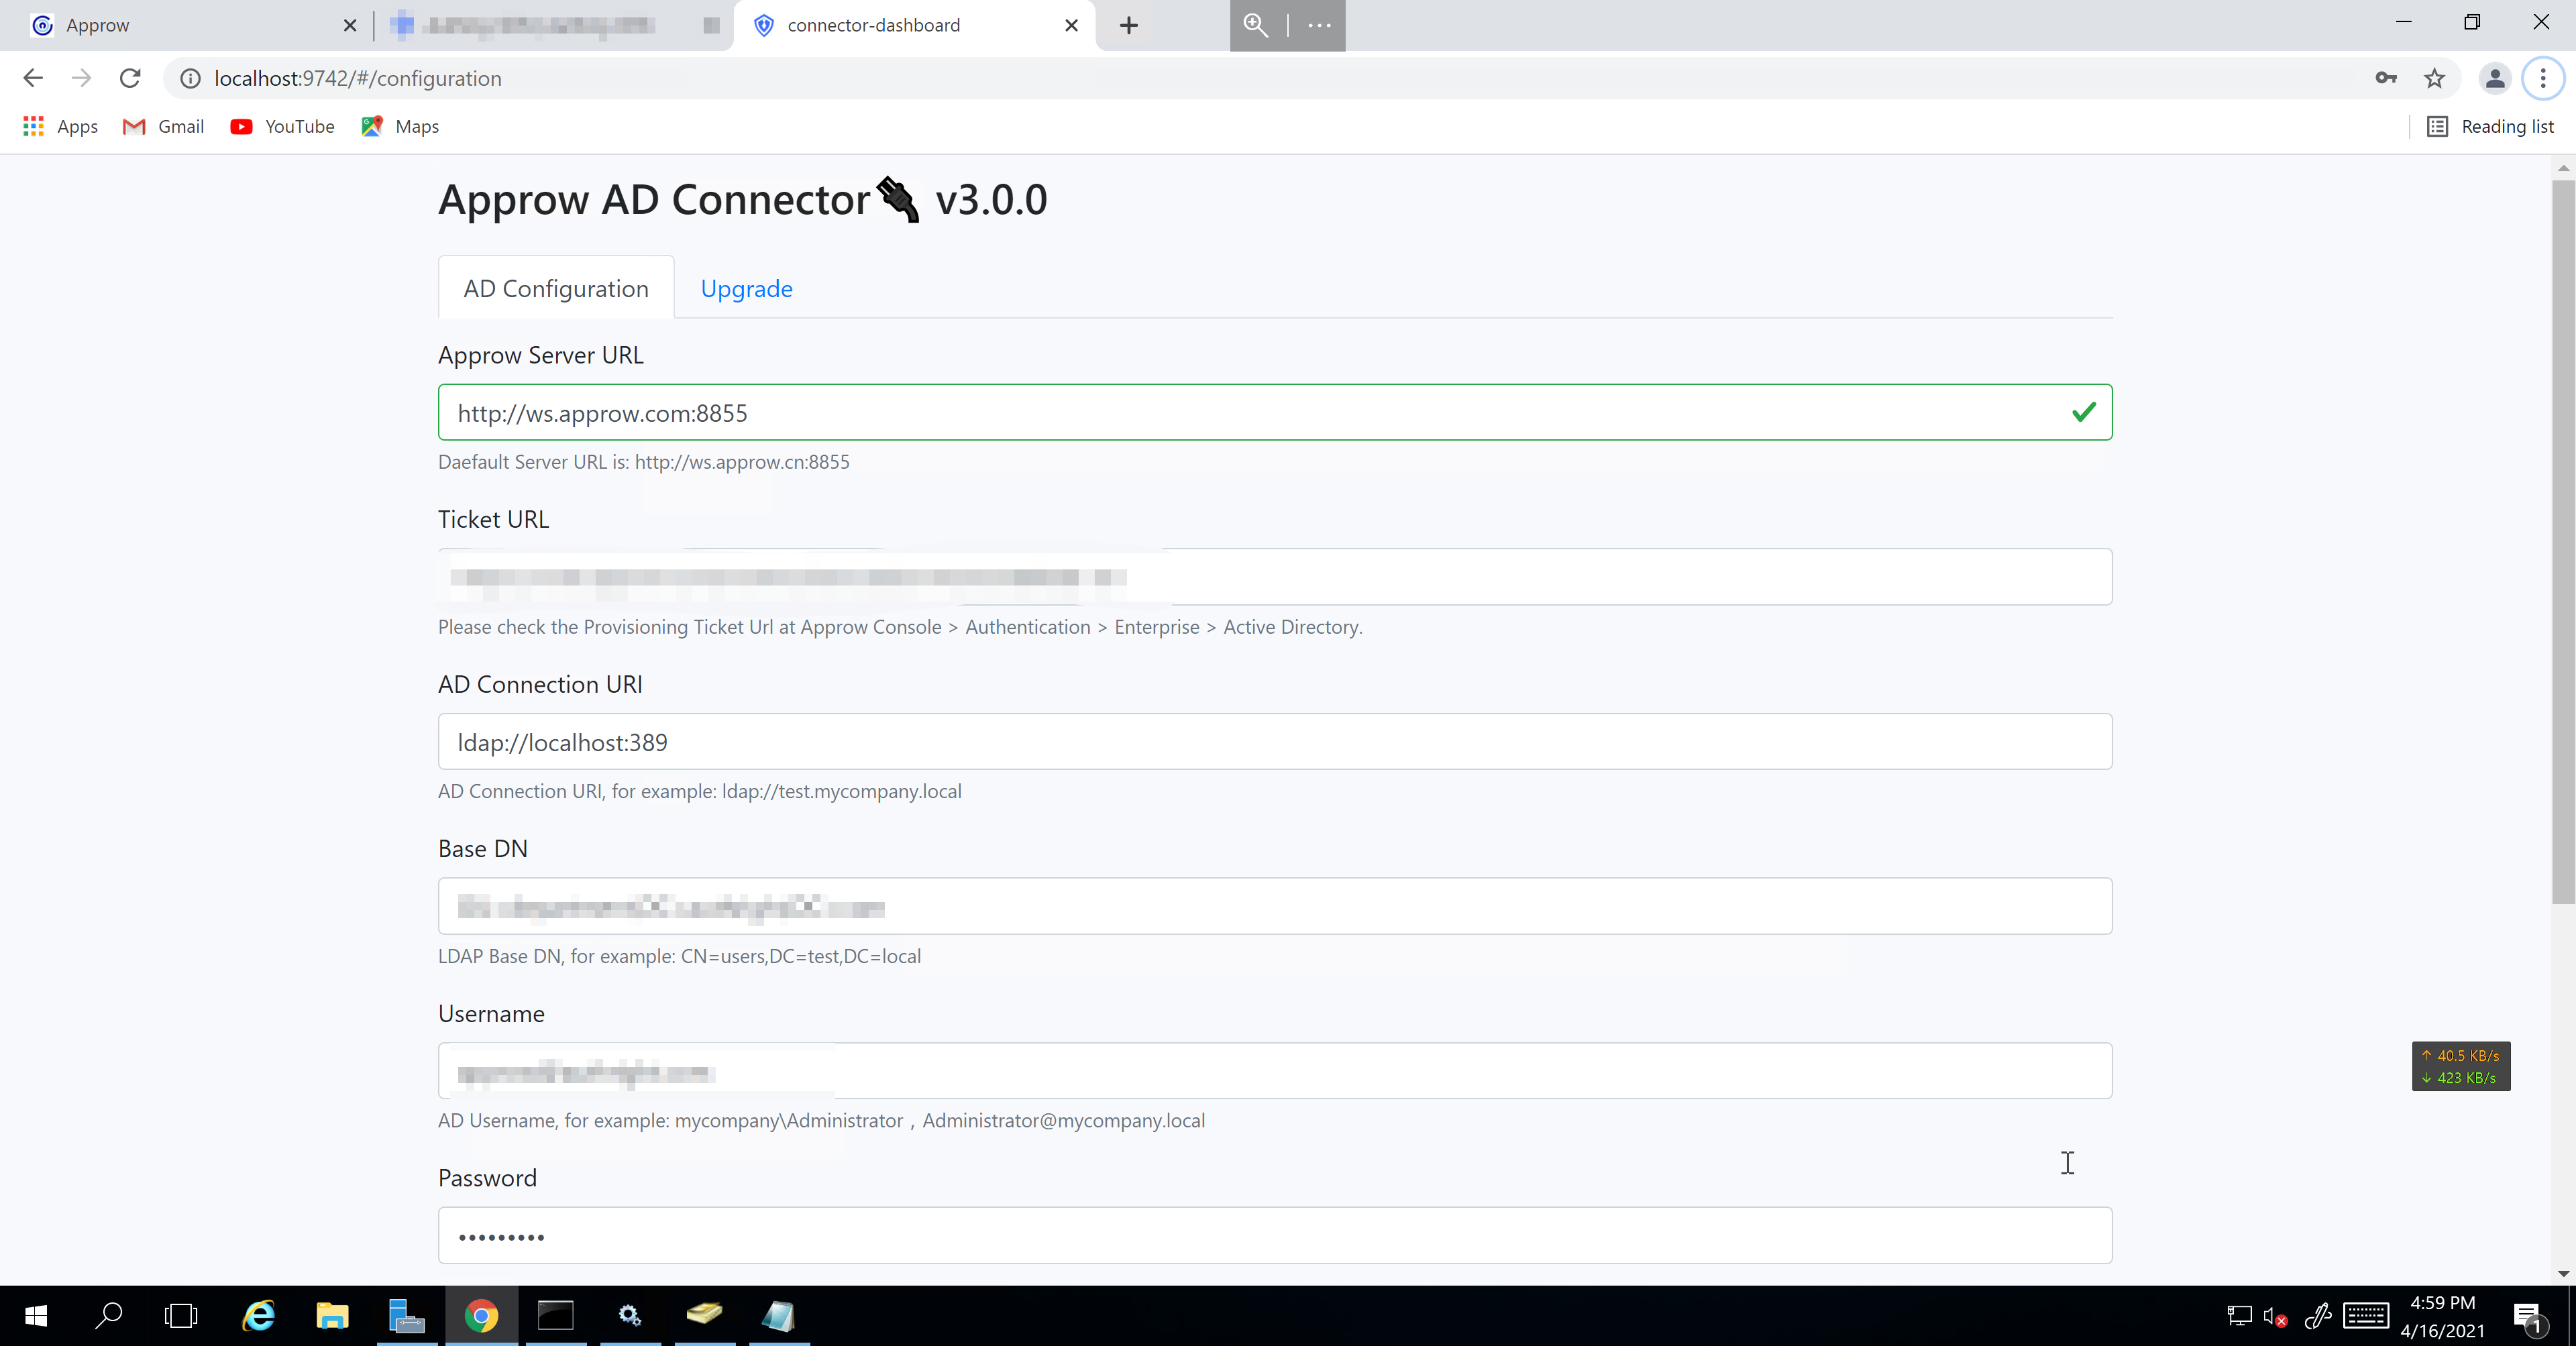 Approw
connector-dashboard
localhost:9742/#/configuration
Apps
Gmail
YouTube
Maps
Reading list
Approw AD Connector v3.0.0
AD Configuration
Upgrade
Approw Server URL
http://ws.approw.com:8855
Daefault Server URL is: http://ws.approw.cn:8855
Ticket URL
Please check the Provisioning Ticket Url at Approw Console > Authentication > Enterprise > Active Directory.
AD Connection URI
ldap://localhost:389
AD Connection URI, for example: ldap://test.mycompany.local
Base DN
LDAP Base DN, for example: CN=users,DC=test,DC=local
Username
↑ 40.5 KB/s
↓ 423 KB/s
AD Username, for example: mycompany\Administrator , Administrator@mycompany.local
Password
•••••••••
4:59 PM
4/16/2021
1